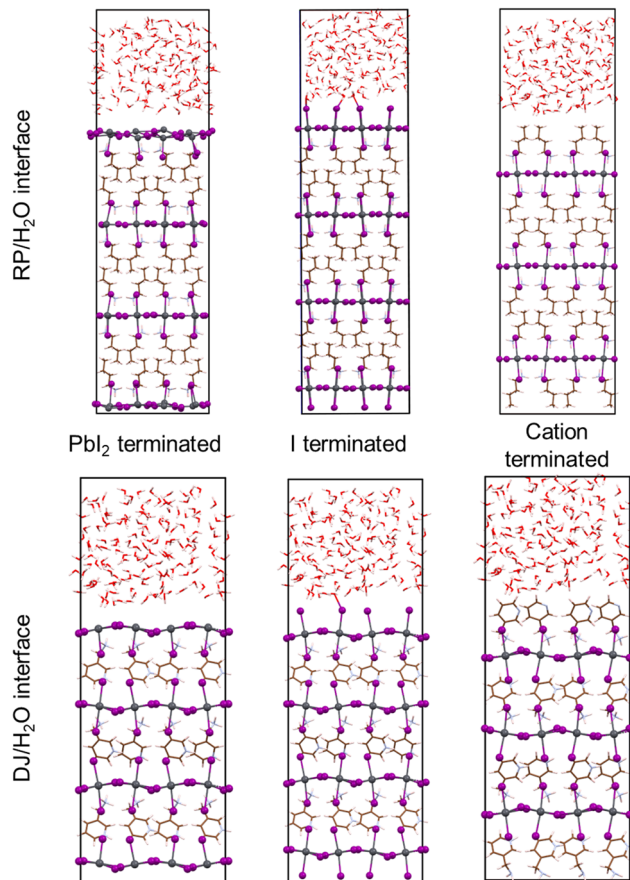 RP/H₂O interface
PbI₂ terminated
I terminated
Cation
terminated
DJ/H₂O interface